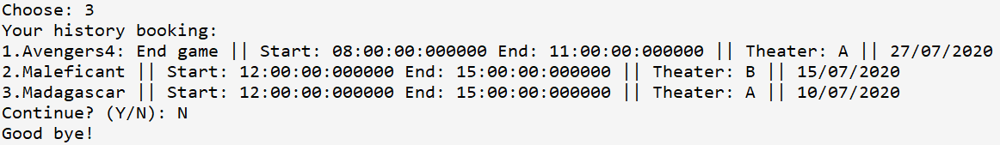 Choose: 3
Your history booking:
1.Avengers4: End game || Start: 08:00:00:000000 End: 11:00:00:000000 || Theater: A || 27/07/2020
2.Maleficant || Start: 12:00:00:000000 End: 15:00:00:000000 || Theater: B || 15/07/2020
3.Madagascar || Start: 12:00:00:000000 End: 15:00:00:000000 || Theater: A || 10/07/2020
Continue? (Y/N): N
Good bye!